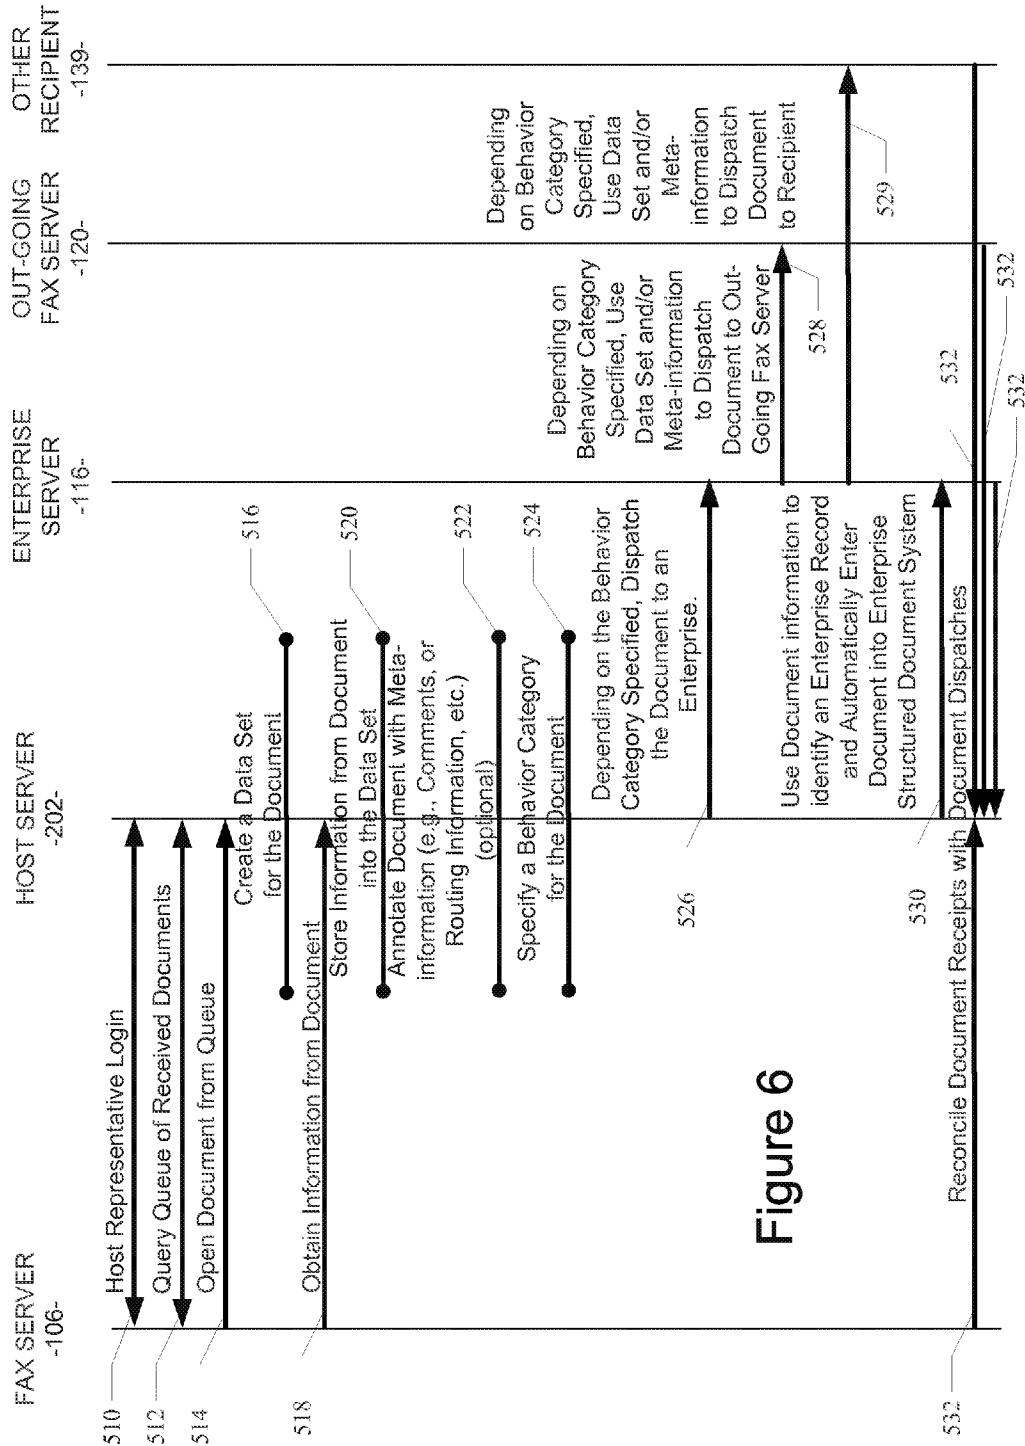 FAX SERVER
-106-
HOST SERVER
-202-
ENTERPRISE
SERVER
-116-
OUT-GOING
FAX SERVER
-120-
OTHER
RECIPIENT
-139-
510
Host Representative Login
512
Query Queue of Received Documents
514
Open Document from Queue
516
Create a Data Set
for the Document
518
Obtain Information from Document
520
Store Information from Document
into the Data Set
522
Annotate Document with Meta-
information (e.g., Comments, or
Routing Information, etc.)
(optional)
524
Specify a Behavior Category
for the Document
526
Depending on the Behavior
Category Specified, Dispatch
the Document to an
Enterprise.
Depending on
Behavior Category
Specified, Use
Data Set and/or
Meta-information
to Dispatch
Document to Out-
Going Fax Server
528
Depending
on Behavior
Category
Specified,
Use Data
Set and/or
Meta-
information
to Dispatch
Document
to Recipient
529
Use Document information to
identify an Enterprise Record
and Automatically Enter
Document into Enterprise
Structured Document System
530
532
Reconcile Document Receipts with Document Dispatches
532
532
532
Figure 6